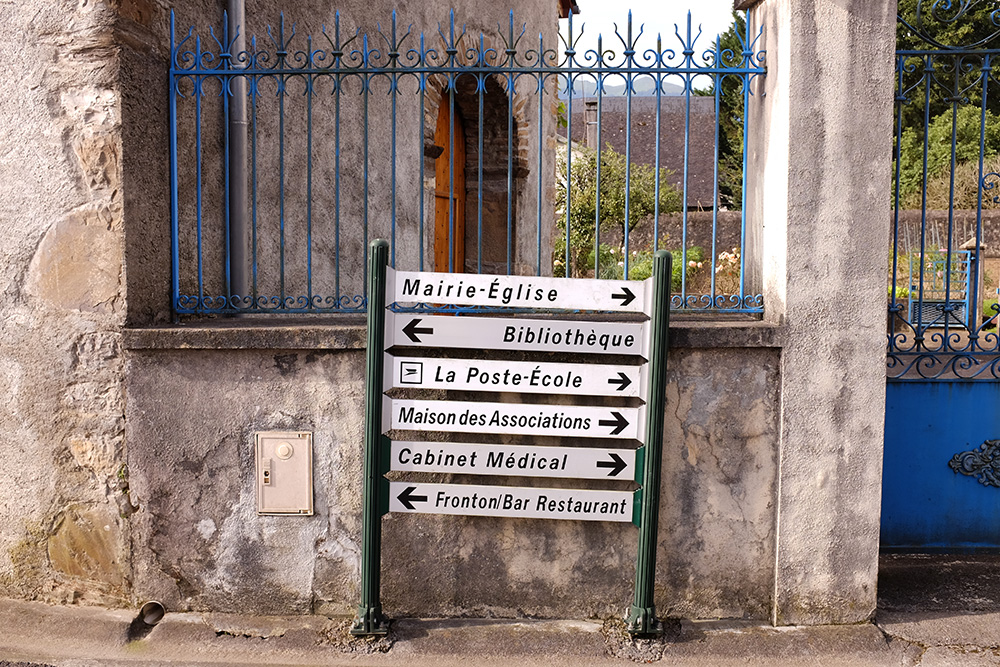 Mairie-Église
Bibliothèque
La Poste-École
Maison des Associations
Cabinet Médical
Fronton/Bar Restaurant